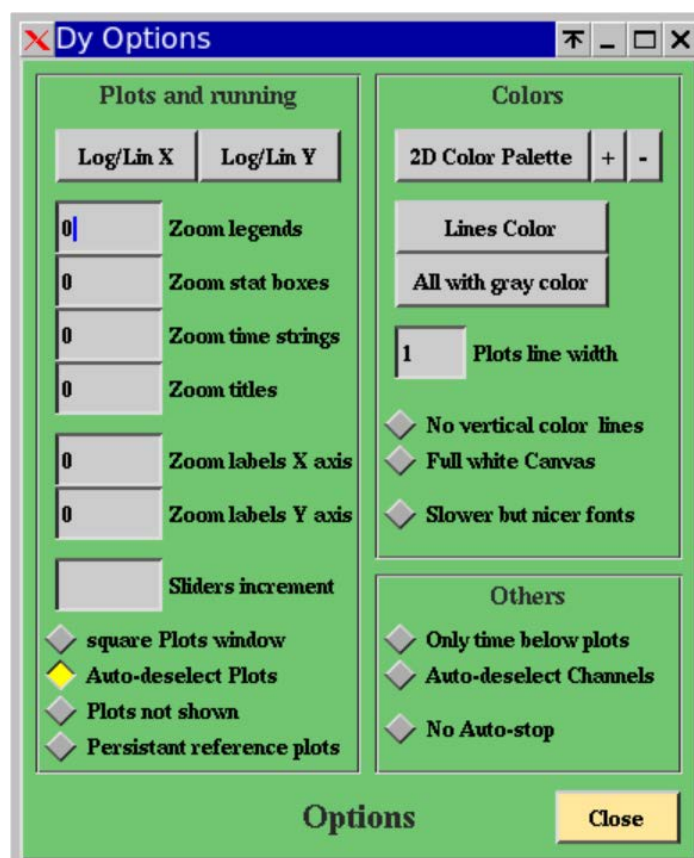 Dy Options
Plots and running
Log/Lin X Log/Lin Y
0 Zoom legends
0 Zoom stat boxes
0 Zoom time strings
0 Zoom titles
0 Zoom labels X axis
0 Zoom labels Y axis
Sliders increment
square Plots window
Auto-deselect Plots
Plots not shown
Persistant reference plots
Colors
2D Color Palette + -
Lines Color
All with gray color
1 Plots line width
No vertical color lines
Full white Canvas
Slower but nicer fonts
Others
Only time below plots
Auto-deselect Channels
No Auto-stop
Options
Close